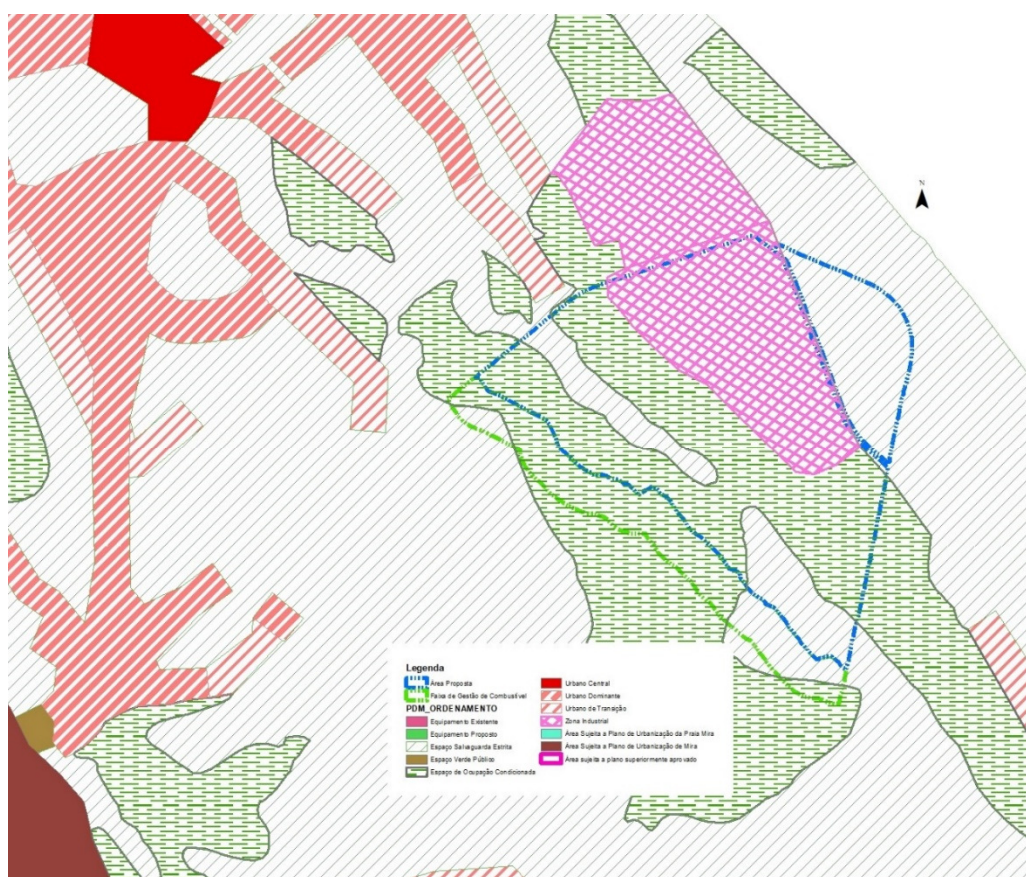 N
Legenda
Área Proposta
Faixa de Gestão de Combustível
PDM_ORDENAMENTO
Equipamento Existente
Equipamento Proposto
Espaço Salvaguarda Estrita
Espaço Verde Público
Espaço de Ocupação Condicionada
Urbano Central
Urbano Dominante
Urbano de Transição
Zona Industrial
Área Sujeita a Plano de Urbanização da Praia Mira
Área Sujeita a Plano de Urbanização de Mira
Área sujeita a plano superiormente aprovado